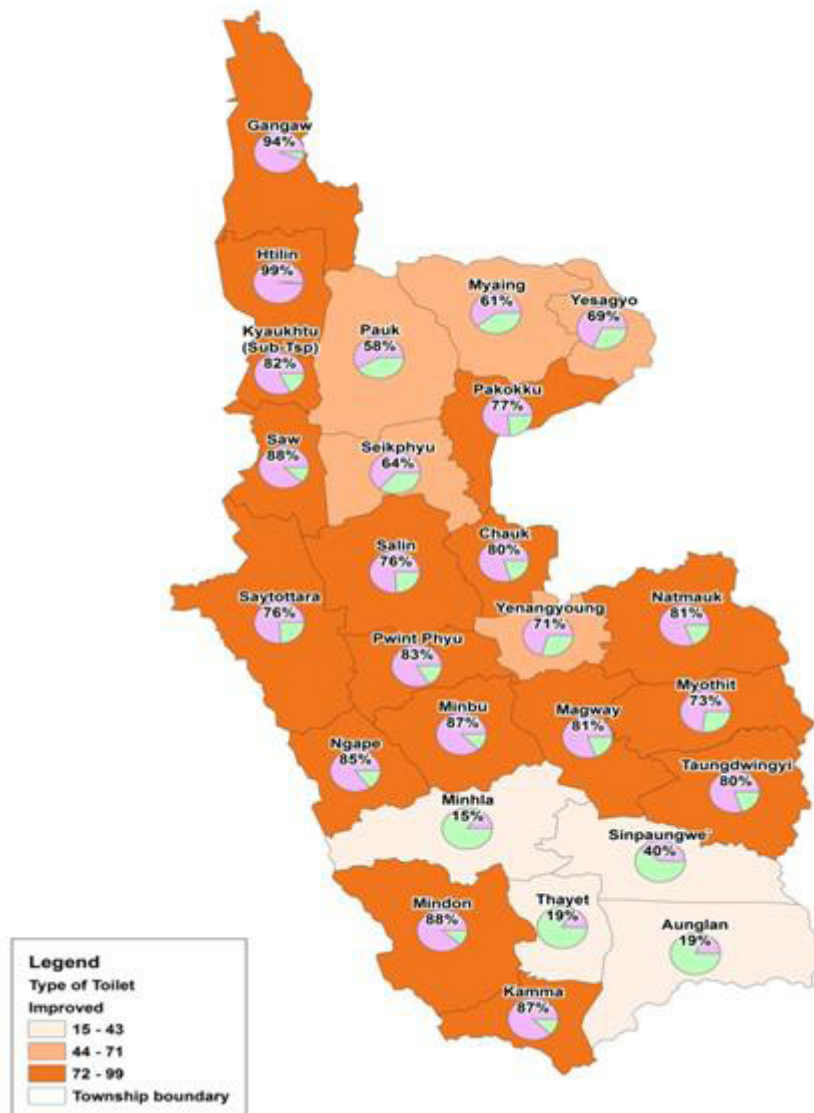 Gangaw
94%
Htilin
99%
Myaing
61%
Yesagyo
69%
Kyaukhtu
(Sub-Tsp)
82%
Pauk
58%
Pakokku
77%
Saw
88%
Seikphyu
64%
Chauk
80%
Salin
76%
Saytottara
76%
Yenangyoung
71%
Natmauk
81%
Pwint Phyu
83%
Myothit
73%
Minbu
87%
Magway
81%
Ngape
85%
Taungdwingyi
80%
Minhla
15%
Sinpaungwe
40%
Mindon
88%
Thayet
19%
Aunglan
19%
Kamma
87%
Legend
Type of Toilet
Improved
15 - 43
44 - 71
72 - 99
Township boundary